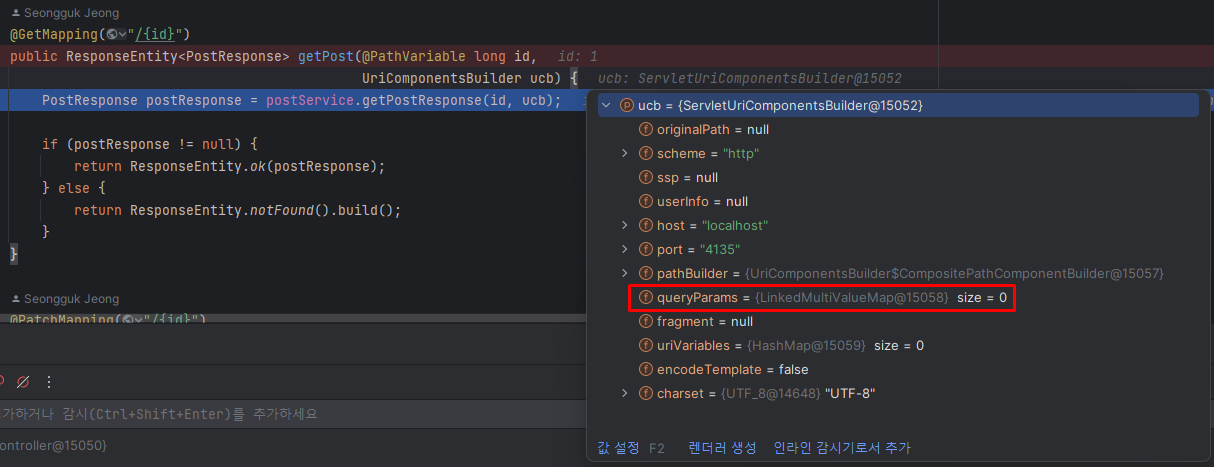 Seongguk Jeong
@GetMapping("/{id}")
public ResponseEntity<PostResponse> getPost(@PathVariable long id,   id: 1
UriComponentsBuilder ucb) {   ucb: ServletUriComponentsBuilder@15052
PostResponse postResponse = postService.getPostResponse(id, ucb);
if (postResponse != null) {
return ResponseEntity.ok(postResponse);
} else {
return ResponseEntity.notFound().build();
}
}
Seongguk Jeong
@PatchMapping("/{id}")
가하거나 감시(Ctrl+Shift+Enter)를 추가하세요
ontroller@15050}
ucb = {ServletUriComponentsBuilder@15052}
originalPath = null
scheme = "http"
ssp = null
userInfo = null
host = "localhost"
port = "4135"
pathBuilder = {UriComponentsBuilder$CompositePathComponentBuilder@15057}
queryParams = {LinkedMultiValueMap@15058} size = 0
fragment = null
uriVariables = {HashMap@15059} size = 0
encodeTemplate = false
charset = {UTF_8@14648} "UTF-8"
값 설정 F2 렌더러 생성 인라인 감시기로서 추가